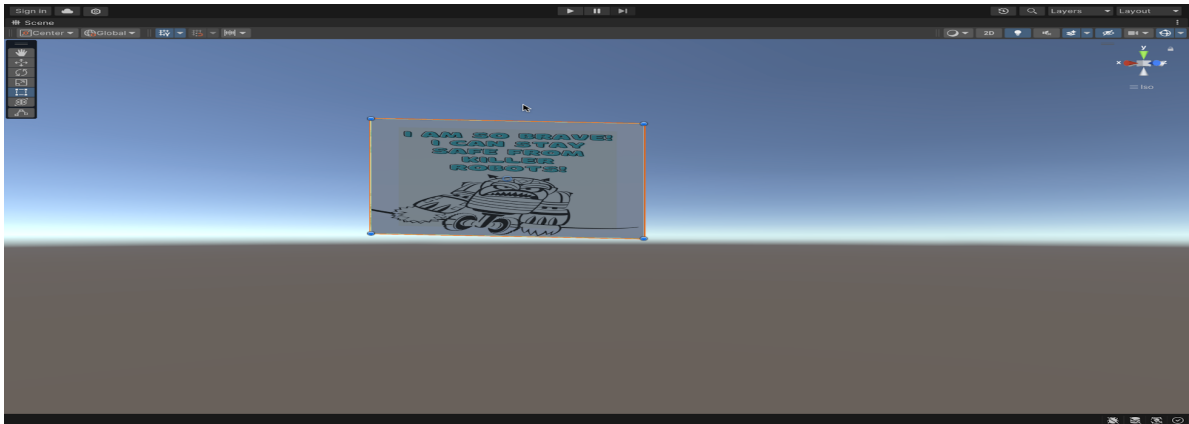 Sign in
Layers
Layout
Scene
Center
Global
2D
y
x
Iso
I AM SO BRAVE!
I CAN STAY
SAFE FROM
KILLER
ROBOTS!